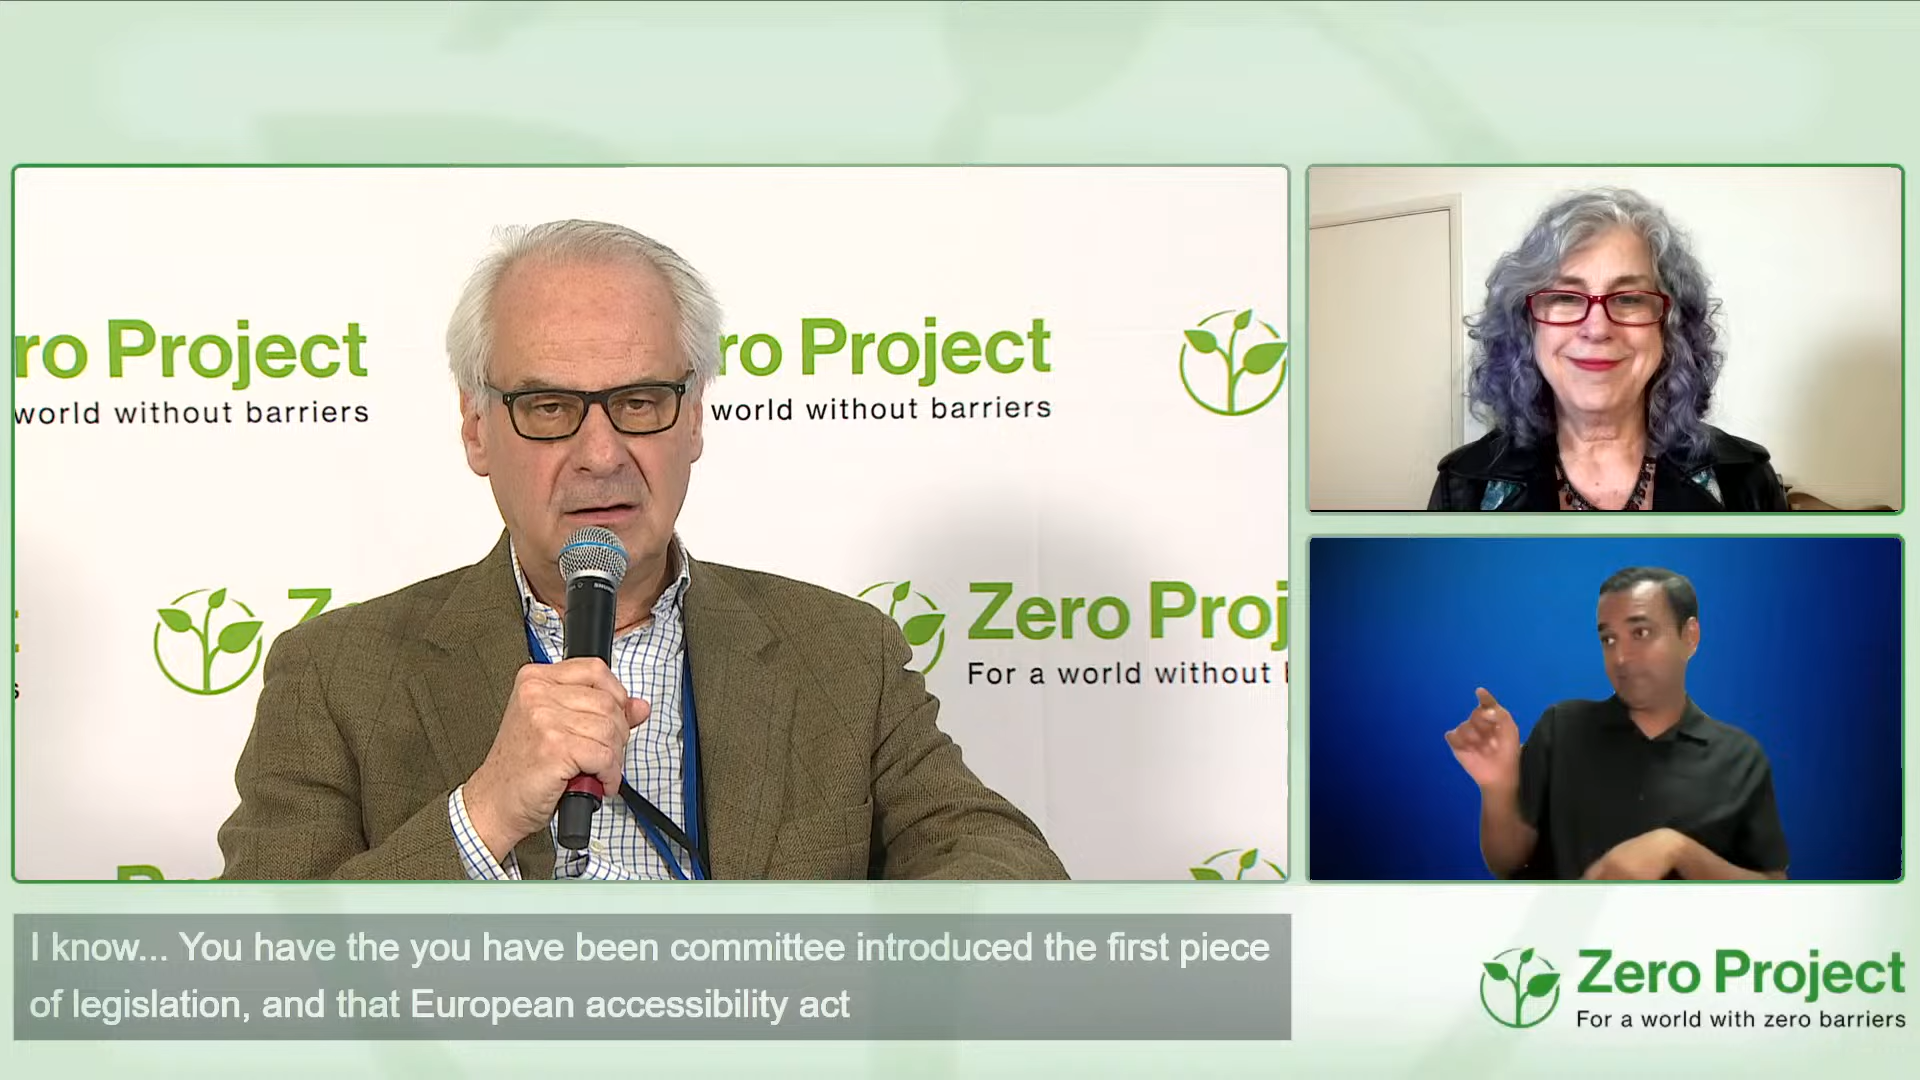 ro Project
world without barriers
ro Project
world without barriers
Zero Proj
For a world without
I know... You have the you have been committee introduced the first piece
of legislation, and that European accessibility act
Zero Project
For a world with zero barriers